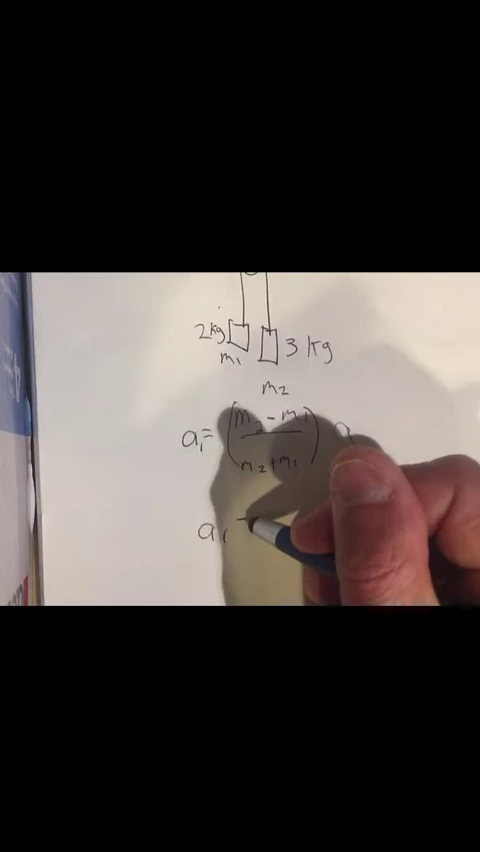 2kg
3 kg
m₁
m₂
a₁= (m₂-m₁ / m₂+m₁)
a₁